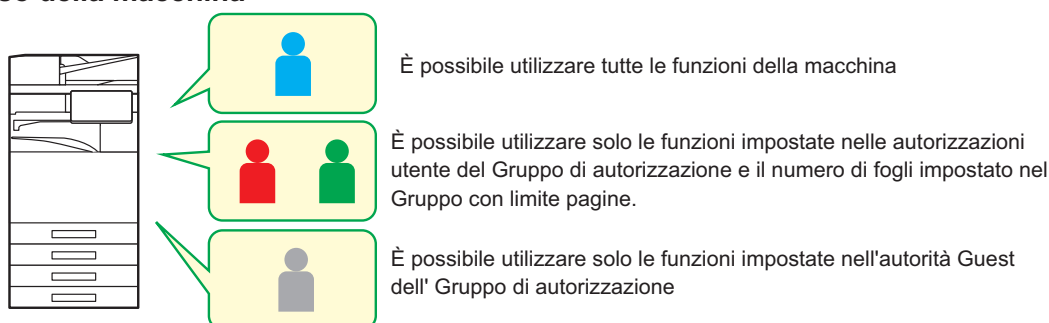 È possibile utilizzare tutte le funzioni della macchina
È possibile utilizzare solo le funzioni impostate nelle autorizzazioni
utente del Gruppo di autorizzazione e il numero di fogli impostato nel
Gruppo con limite pagine.
È possibile utilizzare solo le funzioni impostate nell'autorità Guest
dell' Gruppo di autorizzazione